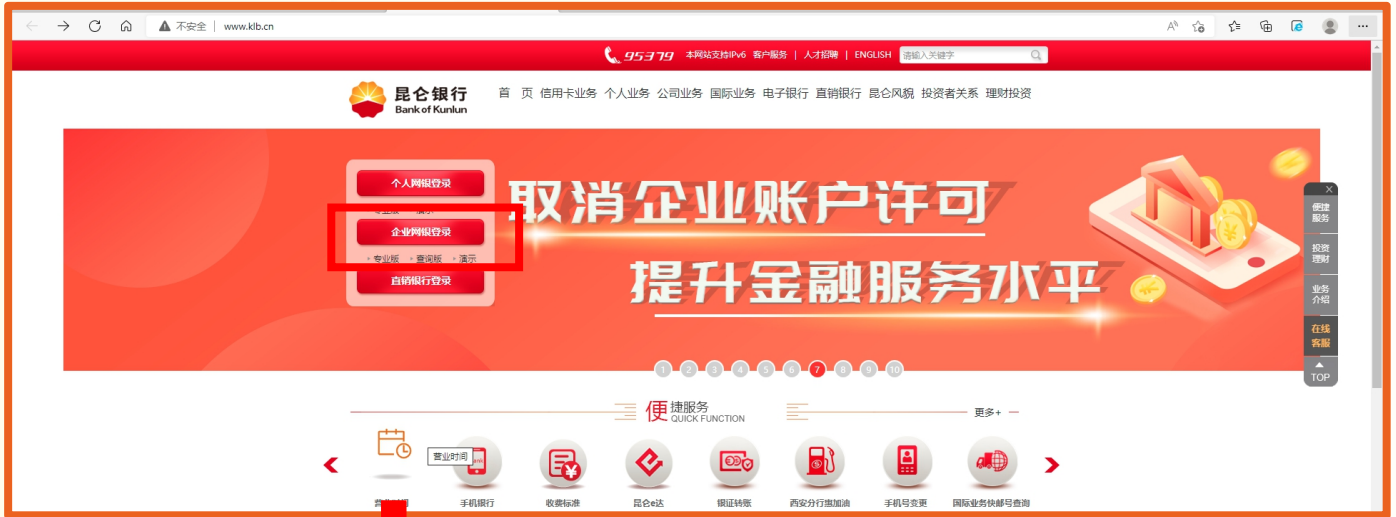 不安全 | www.klb.cn
95379 本网站支持IPv6 客户服务 | 人才招聘 | ENGLISH 请输入关键字
昆仑银行
Bank of Kunlun
首 页 信用卡业务 个人业务 公司业务 国际业务 电子银行 直销银行 昆仑风貌 投资者关系 理财投资
个人网银登录
企业网银登录
专业版 查询版 演示
直销银行登录
取消企业账户许可
提升金融服务水平
便捷
服务
投资
理财
业务
介绍
在线
客服
TOP
1 2 3 4 5 6 7 8 9 10
便捷服务
QUICK FUNCTION
更多+
营业时间
手机银行 收费标准 昆仑e达 银证转账 西安分行惠加油 手机号变更 国际业务快邮号查询